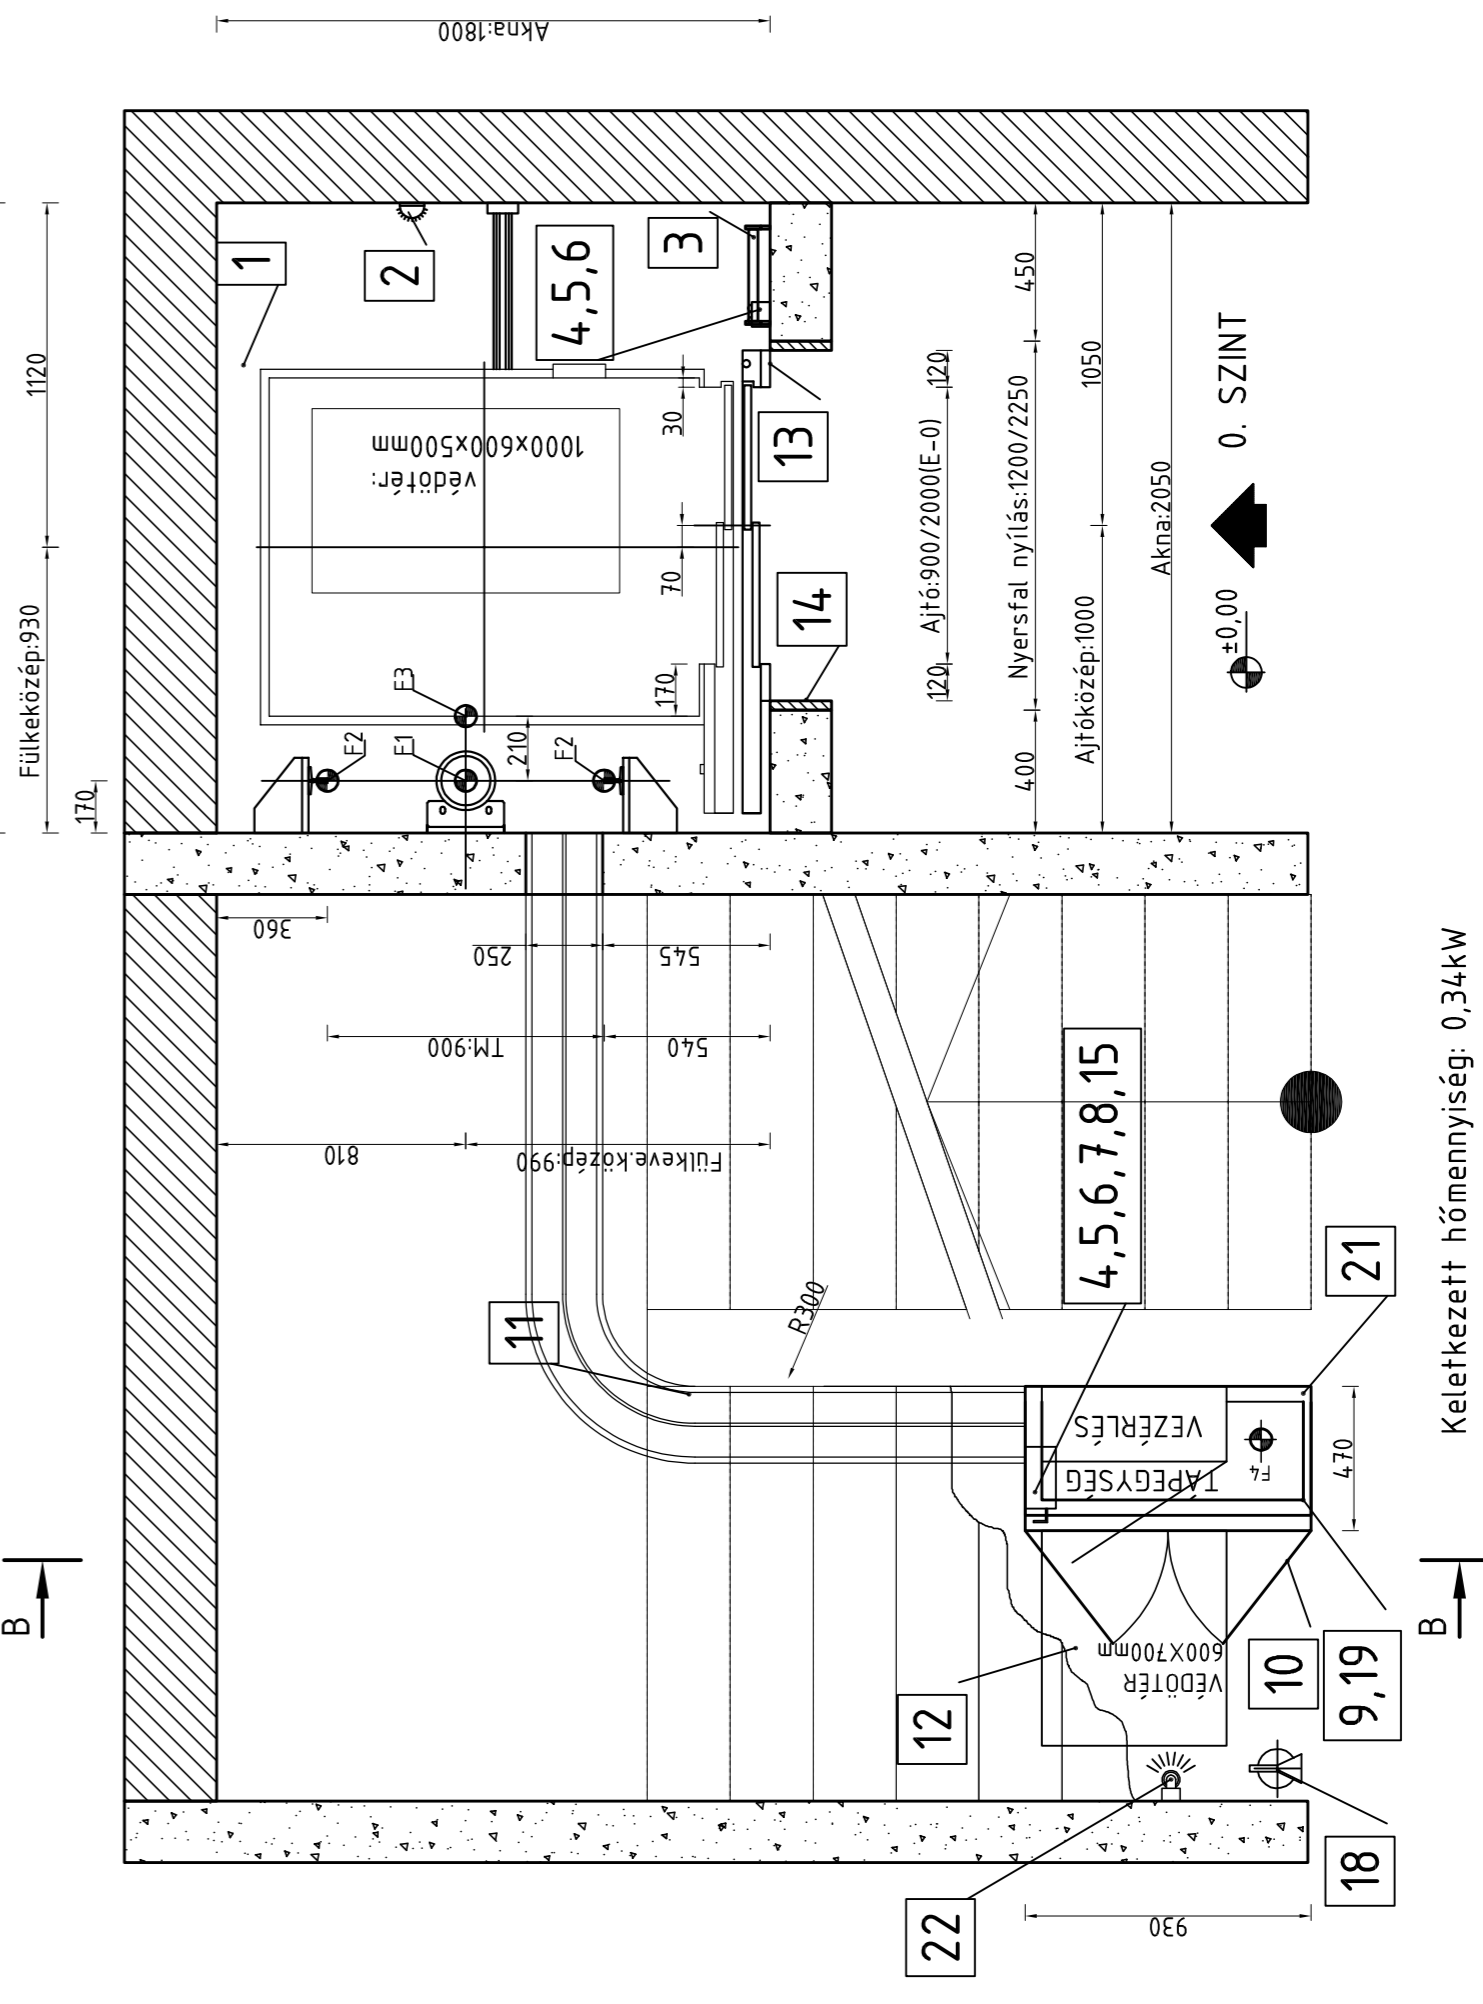 Akna:1800
1120
Fülkeközép:930
170
1
2
3
4,5,6
védötér:
1000x600x500mm
30
70
170
210
F2
F1
F2
F3
13
14
120
Ajtó:900/2000(E-0)
120
450
Nyersfal nyílás:1200/2250
400
1050
Ajtóközép:1000
Akna:2050
0. SZINT
±0,00
360
250
545
TM:900
540
810
Fülkeve.közép:990
11
R300
4,5,6,7,8,15
21
VEZÉRLÉS
TÁPEGYSÉG
F4
470
VÉDÖTÉR
600X700mm
12
10
9,19
22
18
930
B
B
Keletkezett hőmennyiség: 0,34kW